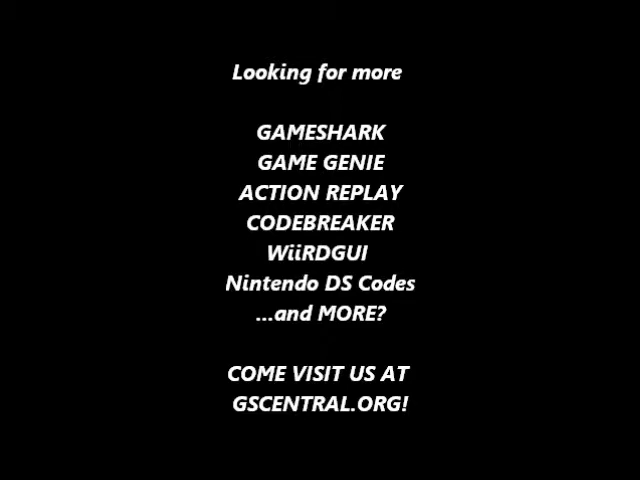 Looking for more
GAMESHARK
GAME GENIE
ACTION REPLAY
CODEBREAKER
WiiRDGUI
Nintendo DS Codes
...and MORE?
COME VISIT US AT
GSCENTRAL.ORG!